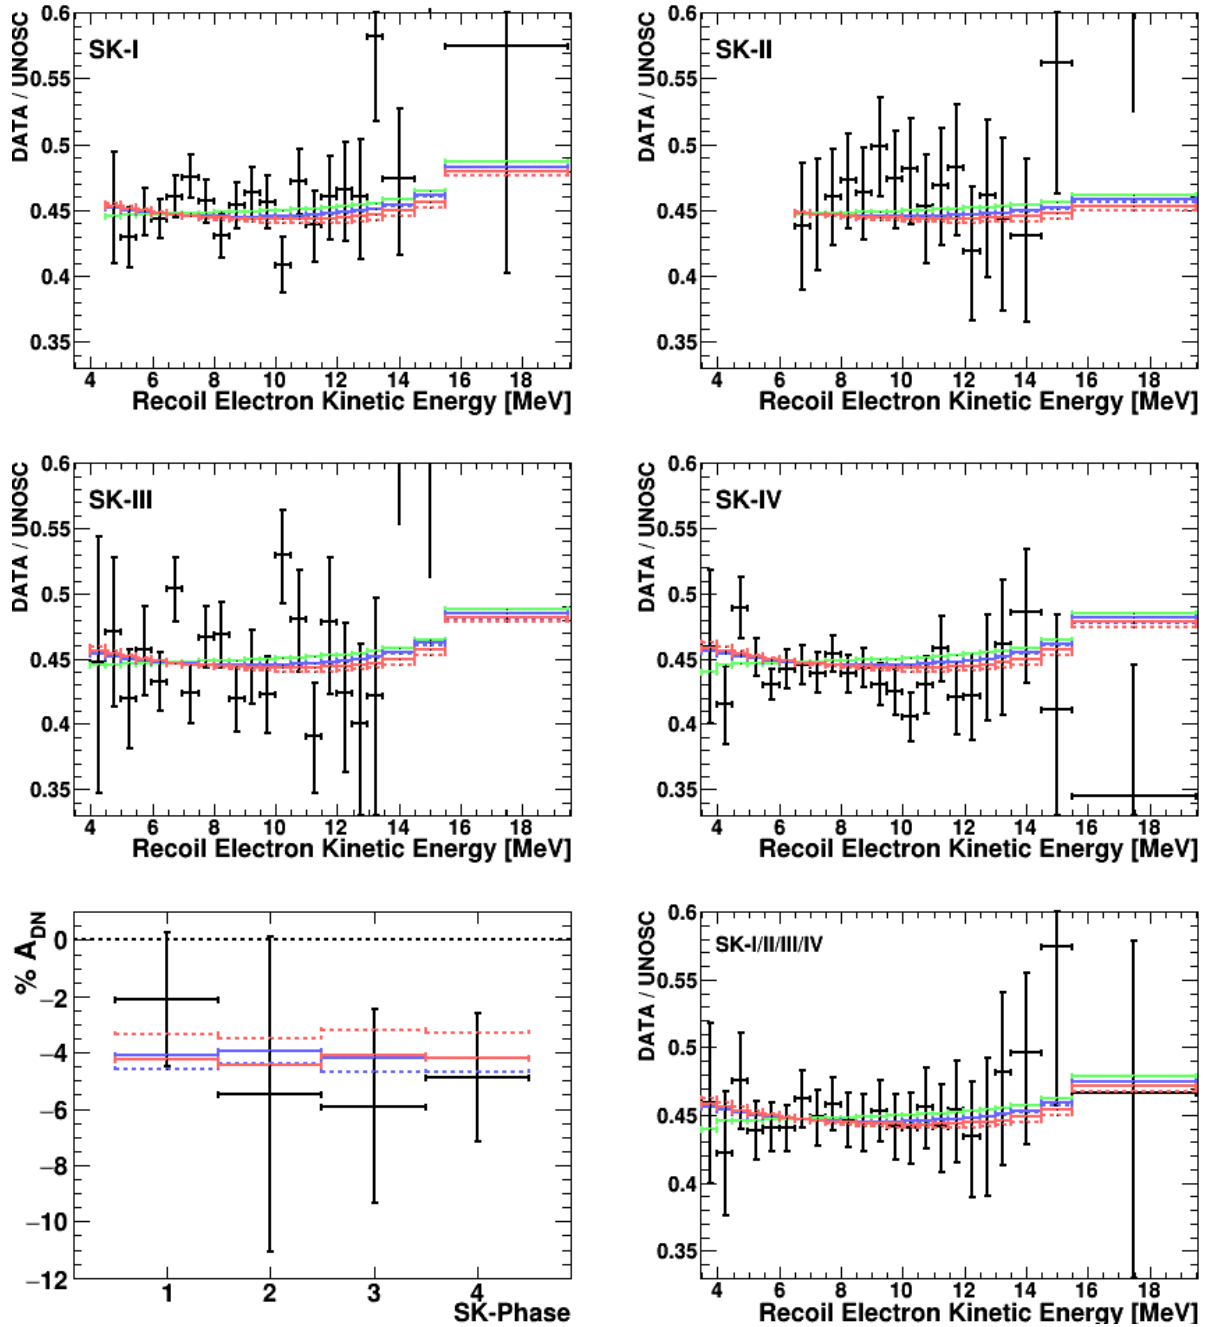 SK-I
DATA / UNOSC
0.6
0.55
0.5
0.45
0.4
0.35
4 6 8 10 12 14 16 18
Recoil Electron Kinetic Energy [MeV]
SK-II
DATA / UNOSC
0.6
0.55
0.5
0.45
0.4
0.35
4 6 8 10 12 14 16 18
Recoil Electron Kinetic Energy [MeV]
SK-III
DATA / UNOSC
0.6
0.55
0.5
0.45
0.4
0.35
4 6 8 10 12 14 16 18
Recoil Electron Kinetic Energy [MeV]
SK-IV
DATA / UNOSC
0.6
0.55
0.5
0.45
0.4
0.35
4 6 8 10 12 14 16 18
Recoil Electron Kinetic Energy [MeV]
% A_DN
0
−2
−4
−6
−8
−10
−12
1 2 3 4
SK-Phase
SK-I/II/III/IV
DATA / UNOSC
0.6
0.55
0.5
0.45
0.4
0.35
4 6 8 10 12 14 16 18
Recoil Electron Kinetic Energy [MeV]